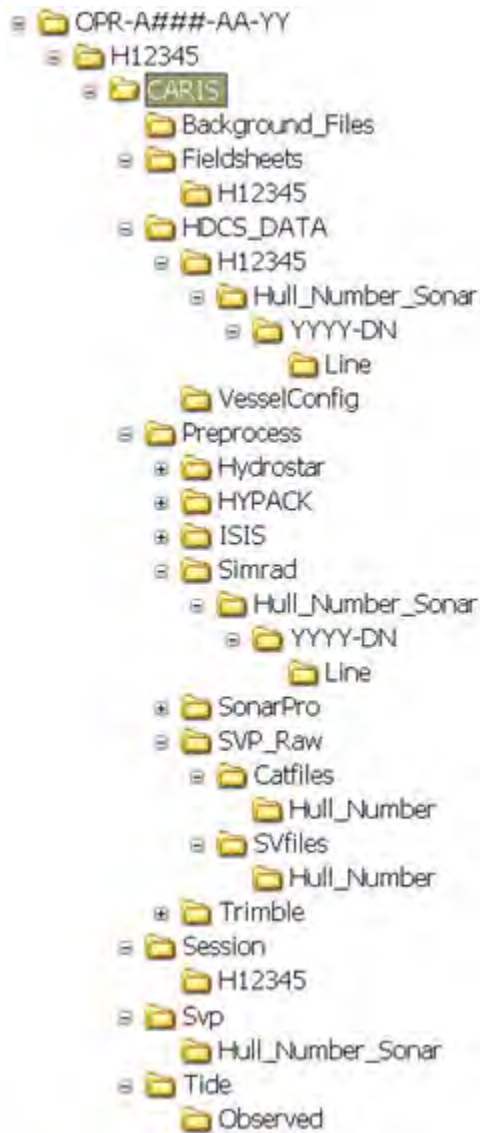 OPR-A###-AA-YY
H12345
CARIS
Background_Files
Fieldsheets
H12345
HDCS_DATA
H12345
Hull_Number_Sonar
YYYY-DN
Line
VesselConfig
Preprocess
Hydrostar
HYPACK
ISIS
Simrad
Hull_Number_Sonar
YYYY-DN
Line
SonarPro
SVP_Raw
Catfiles
Hull_Number
SVfiles
Hull_Number
Trimble
Session
H12345
Svp
Hull_Number_Sonar
Tide
Observed